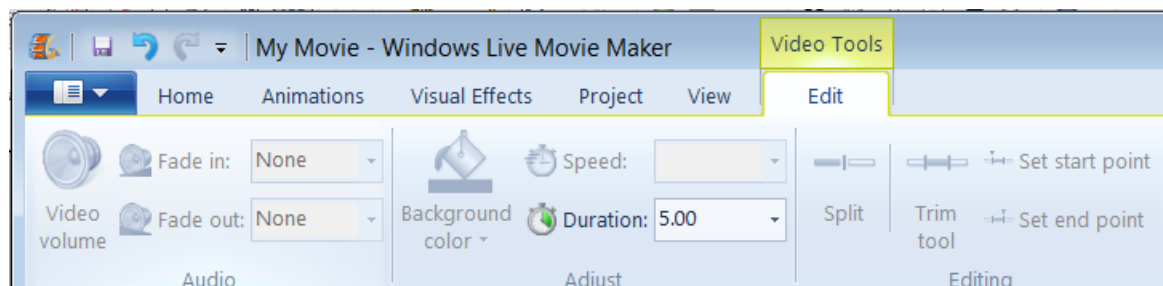 My Movie - Windows Live Movie Maker Video Tools
Home Animations Visual Effects Project View Edit
Fade in: None Speed: Set start point
Video volume Fade out: None Background color Duration: 5.00 Split Trim tool Set end point
Audio Adjust Editing